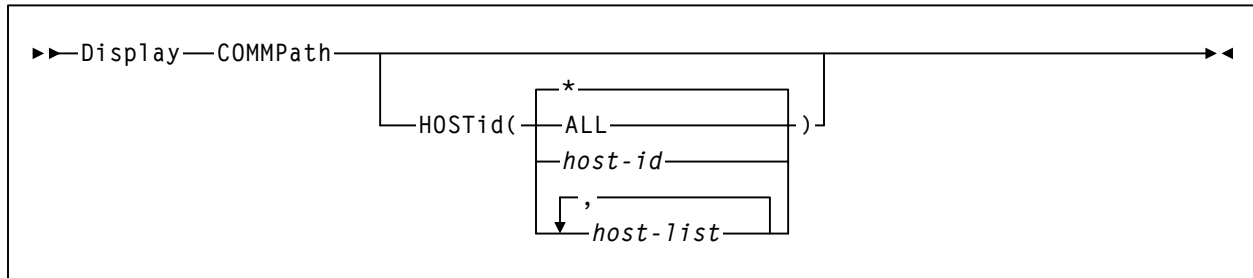 Display COMMPath
*
HOSTid( ALL )
host-id
,
host-list